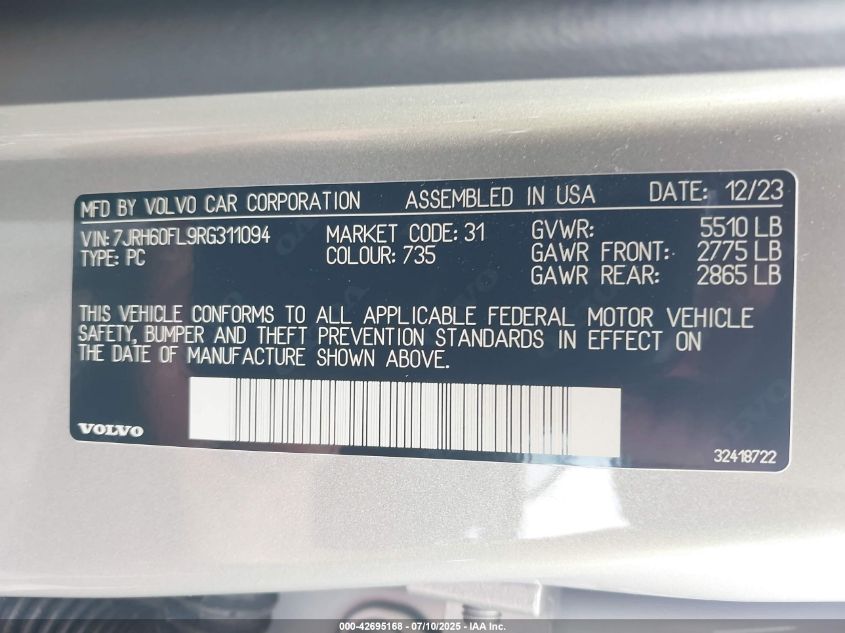 MFD BY VOLVO CAR CORPORATION ASSEMBLED IN USA DATE: 12/23
VIN: 7JRH60FL9RG311094 MARKET CODE: 31 GVWR: 5510 LB
TYPE: PC COLOUR: 735 GAWR FRONT: 2775 LB
GAWR REAR: 2865 LB
THIS VEHICLE CONFORMS TO ALL APPLICABLE FEDERAL MOTOR VEHICLE
SAFETY, BUMPER AND THEFT PREVENTION STANDARDS IN EFFECT ON
THE DATE OF MANUFACTURE SHOWN ABOVE.
VOLVO
32418722
000-42695168 - 07/10/2025 - IAA Inc.